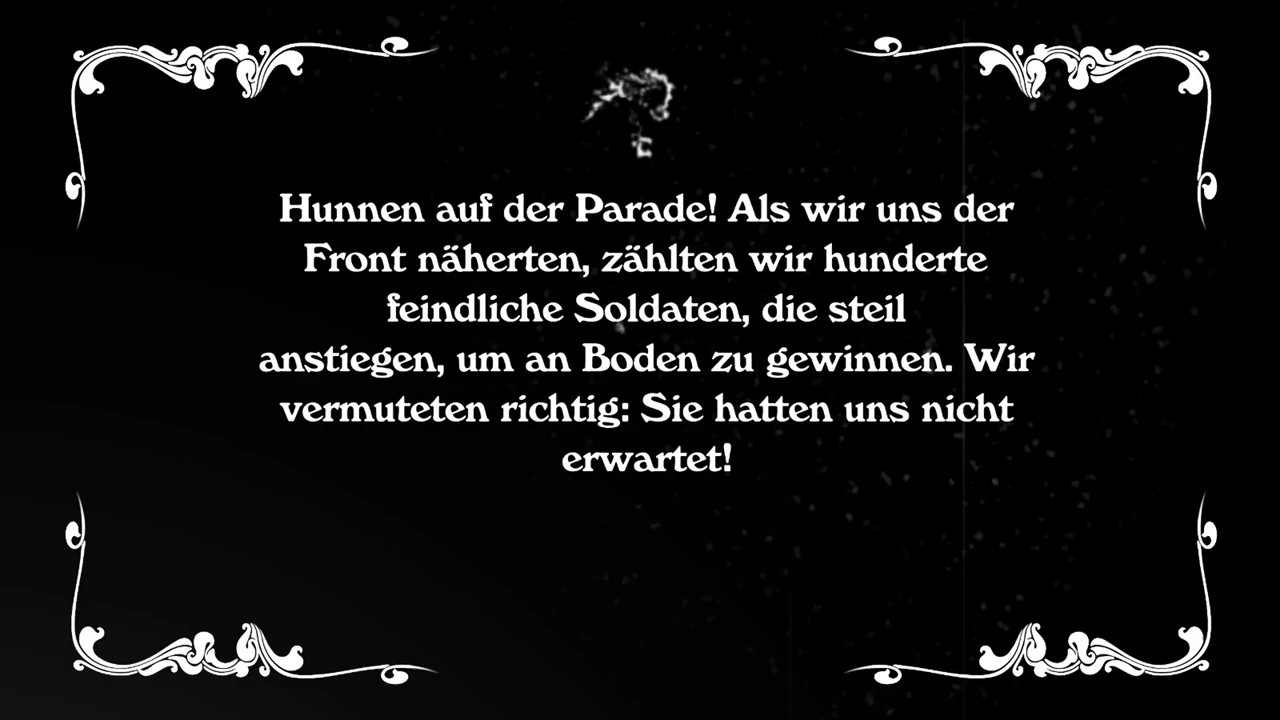 Hunnen auf der Parade! Als wir uns der
Front näherten, zählten wir hunderte
feindliche Soldaten, die steil
anstiegen, um an Boden zu gewinnen. Wir
vermuteten richtig: Sie hatten uns nicht
erwartet!